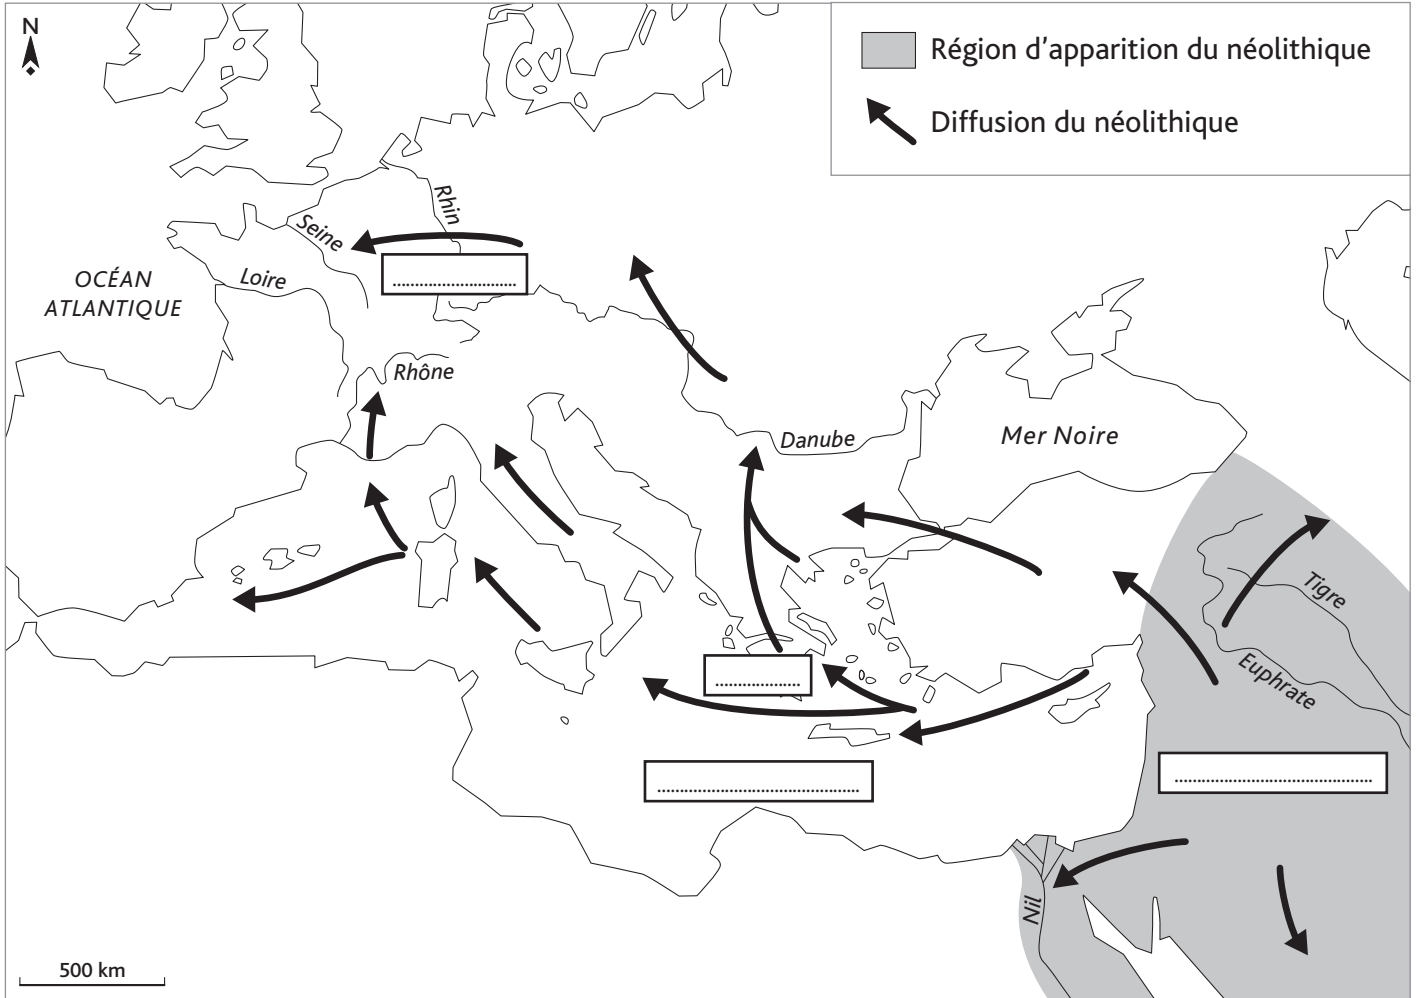 N
Région d'apparition du néolithique
Diffusion du néolithique
Rhin
Seine
....................
Loire
OCÉAN
ATLANTIQUE
Rhône
Danube
Mer Noire
Tigre
Euphrate
....................
....................
....................
Nil
500 km